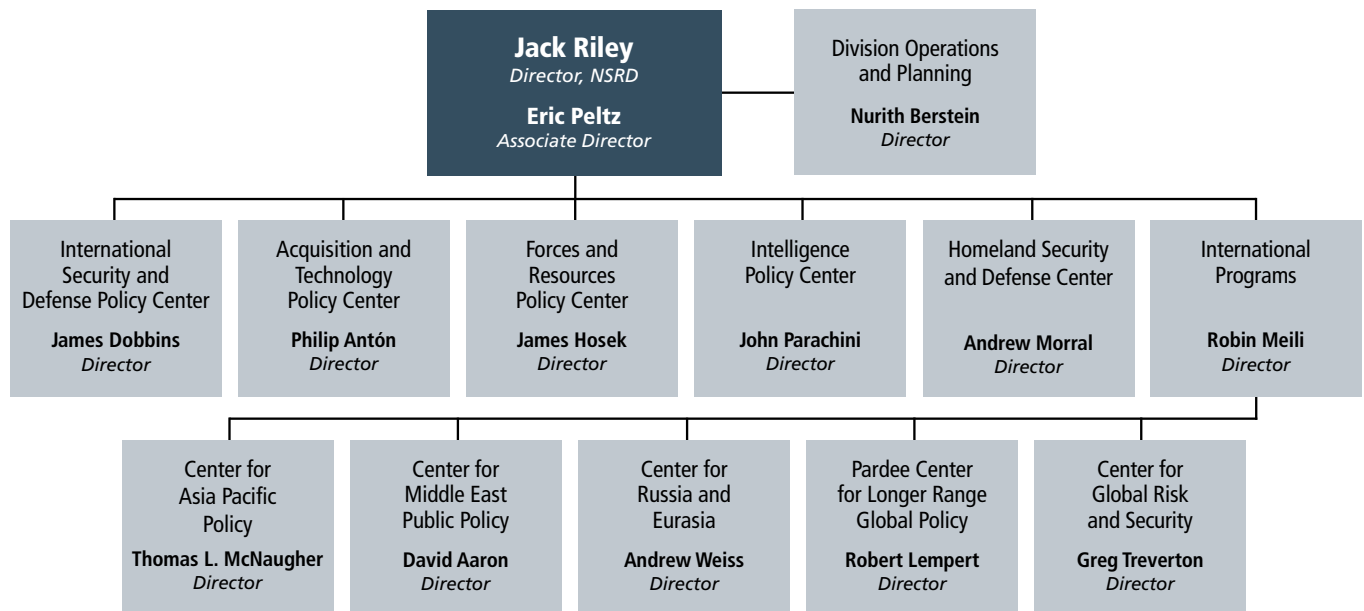 Jack Riley
Director, NSRD
Eric Peltz
Associate Director
Division Operations
and Planning
Nurith Berstein
Director
International
Security and
Defense Policy Center
James Dobbins
Director
Acquisition and
Technology
Policy Center
Philip Antón
Director
Forces and
Resources
Policy Center
James Hosek
Director
Intelligence
Policy Center
John Parachini
Director
Homeland Security
and Defense Center
Andrew Morral
Director
International
Programs
Robin Meili
Director
Center for
Asia Pacific
Policy
Thomas L. McNaugher
Director
Center for
Middle East
Public Policy
David Aaron
Director
Center for
Russia and
Eurasia
Andrew Weiss
Director
Pardee Center
for Longer Range
Global Policy
Robert Lempert
Director
Center for
Global Risk
and Security
Greg Treverton
Director